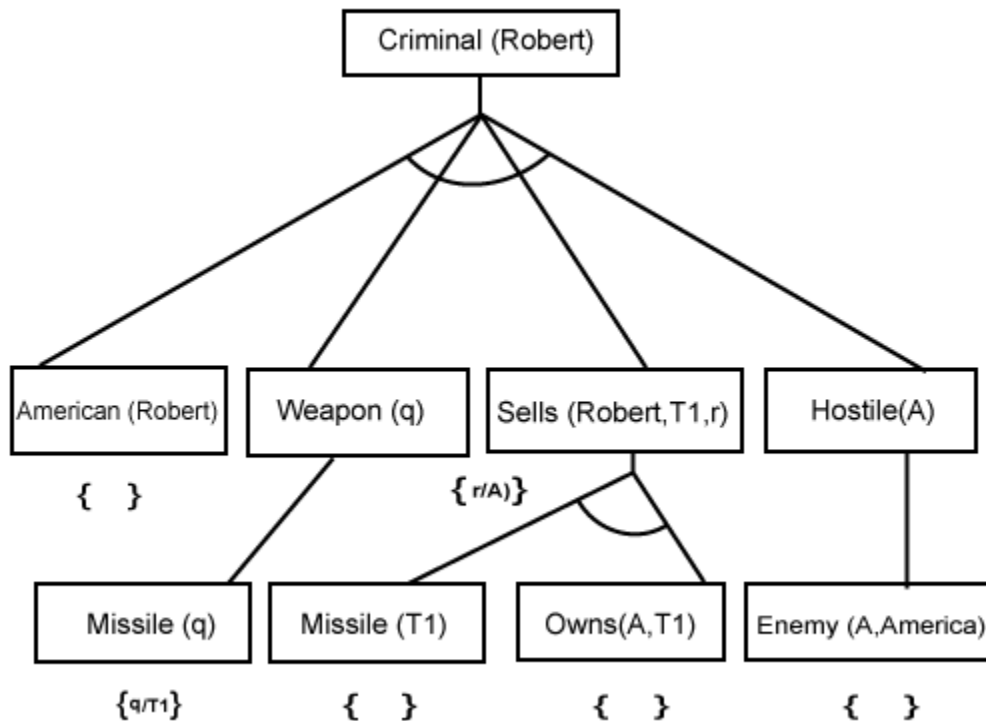 Criminal (Robert)
American (Robert)
Weapon (q)
Sells (Robert,T1,r)
Hostile(A)
{ }
{ r/A)}
Missile (q)
Missile (T1)
Owns(A,T1)
Enemy (A,America)
{q/T1}
{ }
{ }
{ }